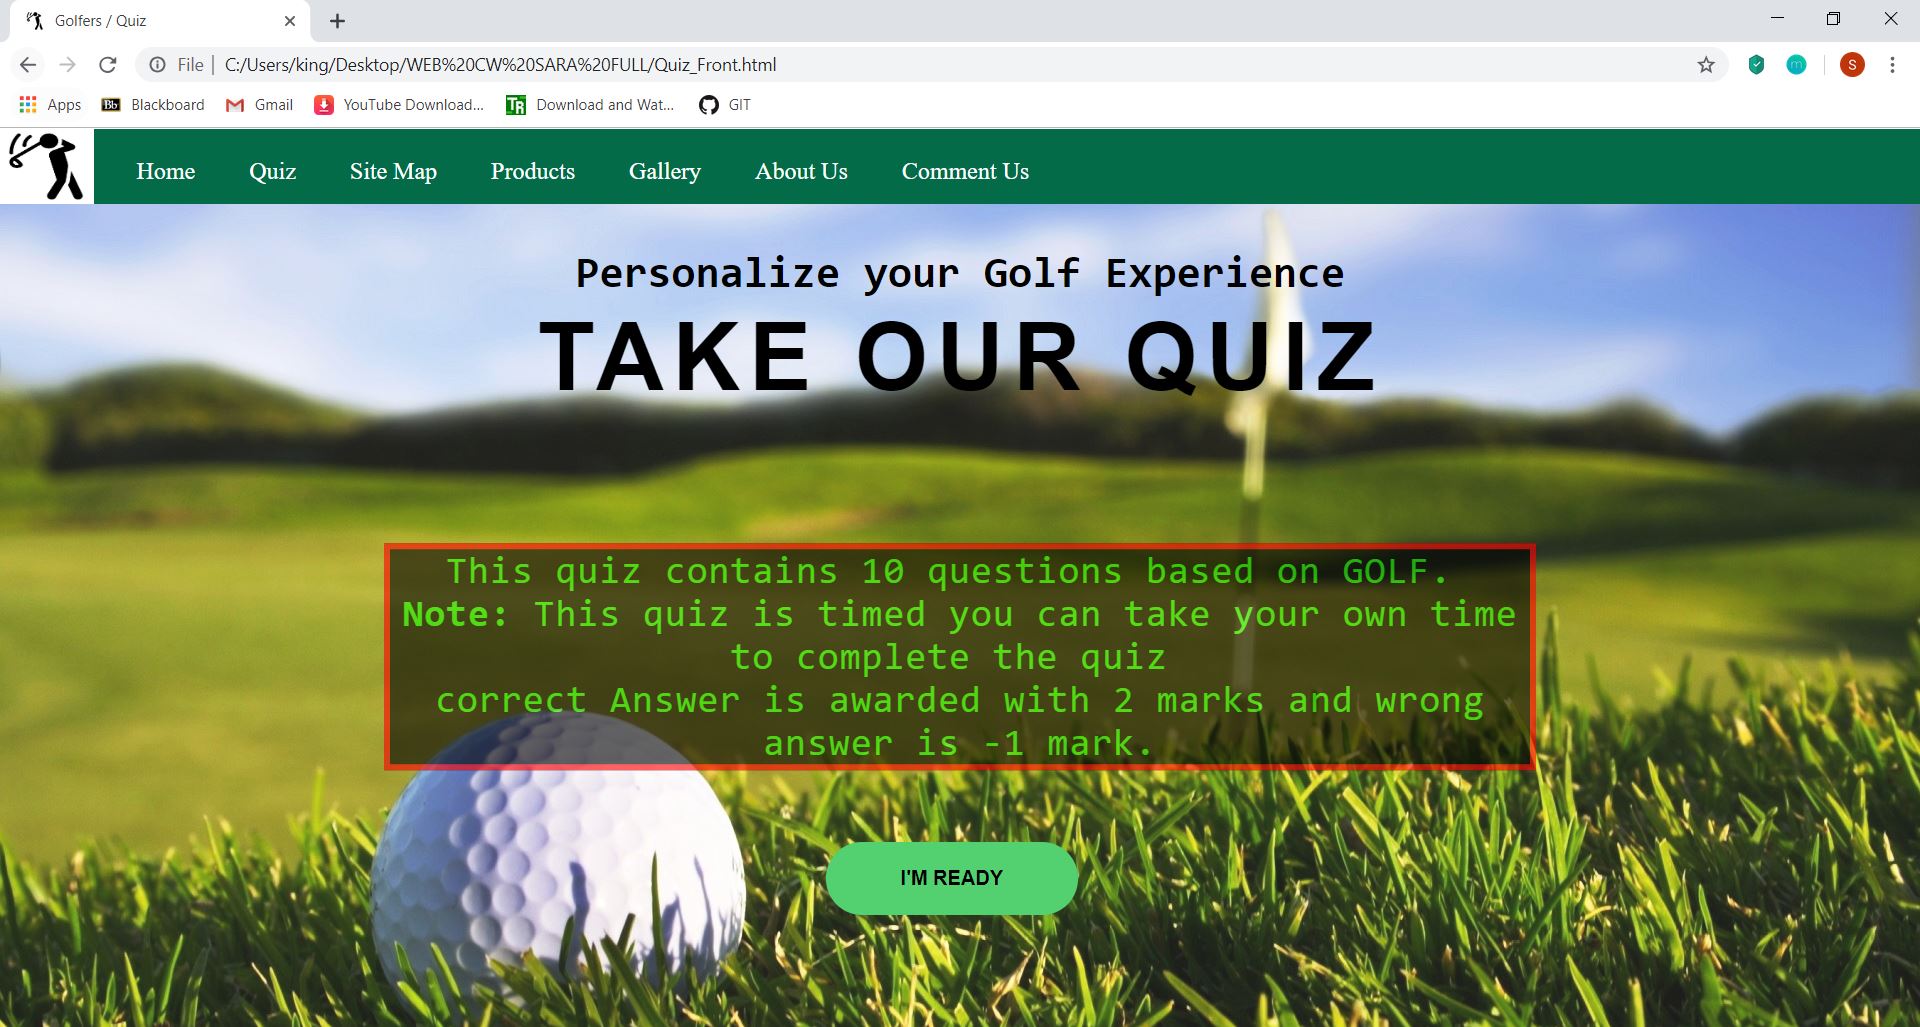 Golfers / Quiz
File | C:/Users/king/Desktop/WEB%20CW%20SARA%20FULL/Quiz_Front.html
S
Apps Blackboard Gmail YouTube Download... Download and Wat... GIT
Home Quiz Site Map Products Gallery About Us Comment Us
Personalize your Golf Experience
TAKE OUR QUIZ
This quiz contains 10 questions based on GOLF.
Note: This quiz is timed you can take your own time
to complete the quiz
correct Answer is awarded with 2 marks and wrong
answer is -1 mark.
I'M READY